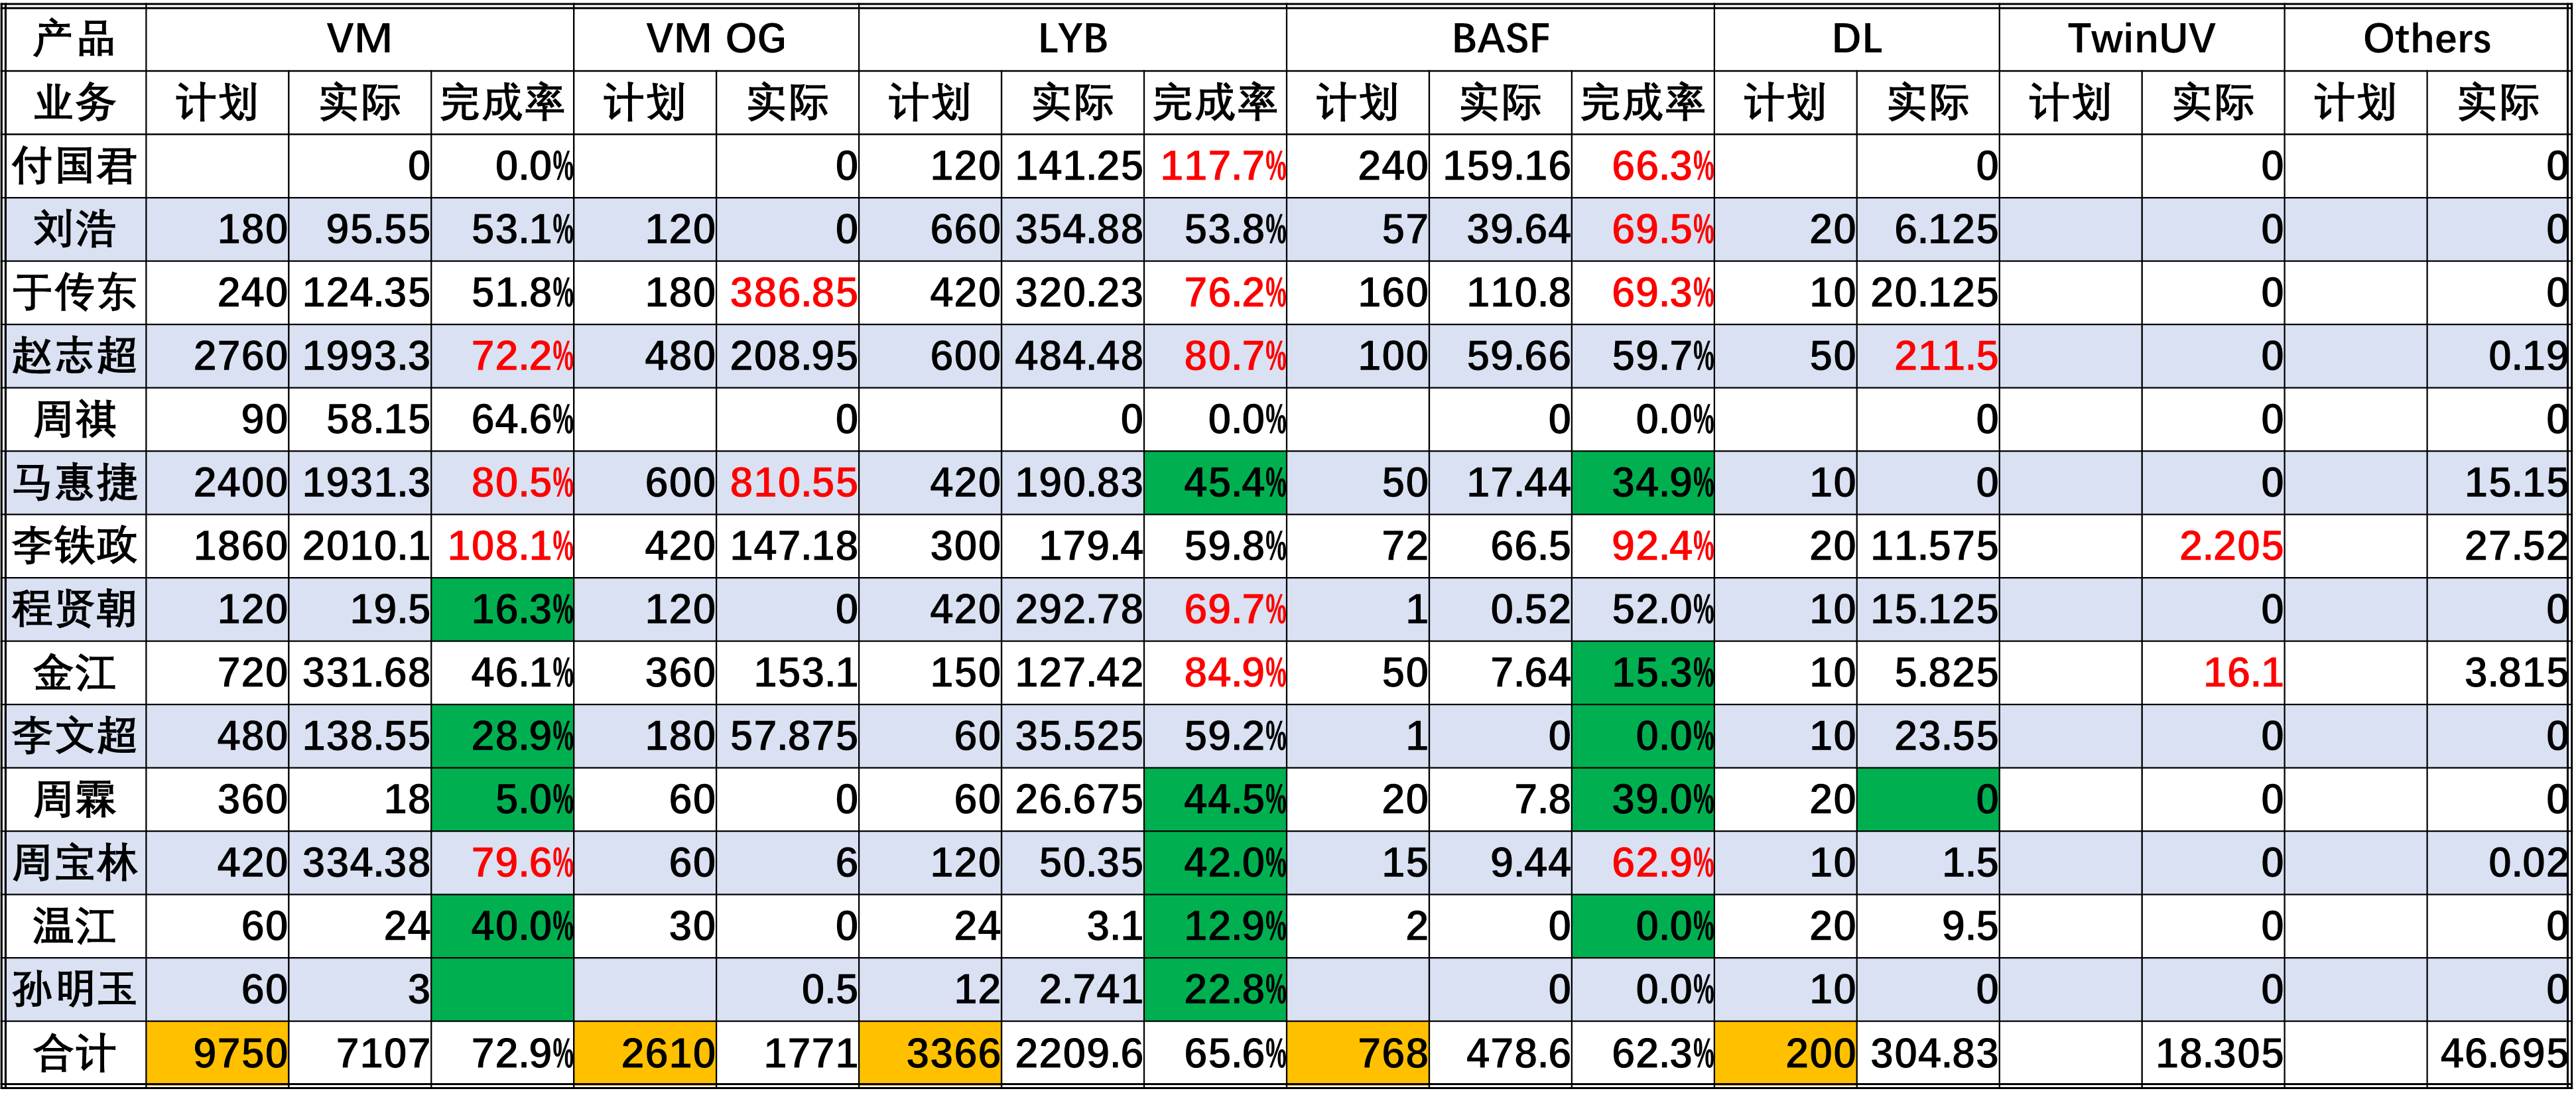 产品 VM VM OG LYB BASF DL TwinUV Others
业务 计划 实际 完成率 计划 实际 计划 实际 完成率 计划 实际 完成率 计划 实际 计划 实际 计划 实际
付国君 0 0.0% 0 120 141.25 117.7% 240 159.16 66.3% 0 0 0
刘浩 180 95.55 53.1% 120 0 660 354.88 53.8% 57 39.64 69.5% 20 6.125 0 0
于传东 240 124.35 51.8% 180 386.85 420 320.23 76.2% 160 110.8 69.3% 10 20.125 0 0
赵志超 2760 1993.3 72.2% 480 208.95 600 484.48 80.7% 100 59.66 59.7% 50 211.5 0 0.19
周祺 90 58.15 64.6% 0 0 0.0% 0 0.0% 0 0 0
马惠捷 2400 1931.3 80.5% 600 810.55 420 190.83 45.4% 50 17.44 34.9% 10 0 0 15.15
李铁政 1860 2010.1 108.1% 420 147.18 300 179.4 59.8% 72 66.5 92.4% 20 11.575 2.205 27.52
程贤朝 120 19.5 16.3% 120 0 420 292.78 69.7% 1 0.52 52.0% 10 15.125 0 0
金江 720 331.68 46.1% 360 153.1 150 127.42 84.9% 50 7.64 15.3% 10 5.825 16.1 3.815
李文超 480 138.55 28.9% 180 57.875 60 35.525 59.2% 1 0 0.0% 10 23.55 0 0
周霖 360 18 5.0% 60 0 60 26.675 44.5% 20 7.8 39.0% 20 0 0 0
周宝林 420 334.38 79.6% 60 6 120 50.35 42.0% 15 9.44 62.9% 10 1.5 0 0.02
温江 60 24 40.0% 30 0 24 3.1 12.9% 2 0 0.0% 20 9.5 0 0
孙明玉 60 3 0.5 12 2.741 22.8% 0 0.0% 10 0 0 0
合计 9750 7107 72.9% 2610 1771 3366 2209.6 65.6% 768 478.6 62.3% 200 304.83 18.305 46.695